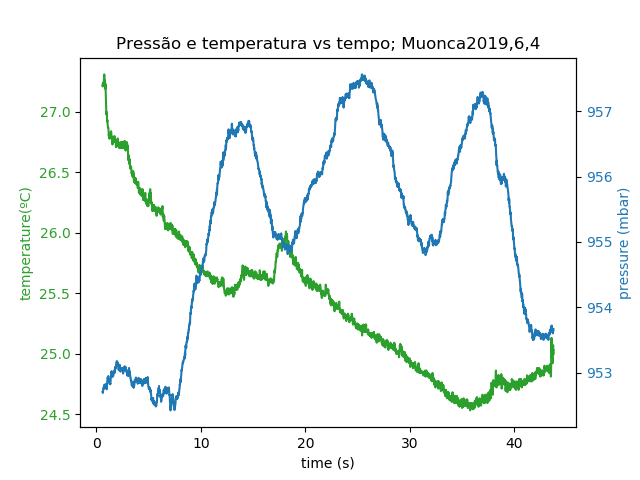 Pressão e temperatura vs tempo; Muonca2019,6,4
27.0
26.5
26.0
25.5
25.0
24.5
temperature(ºC)
957
956
955
954
953
pressure (mbar)
0 10 20 30 40
time (s)